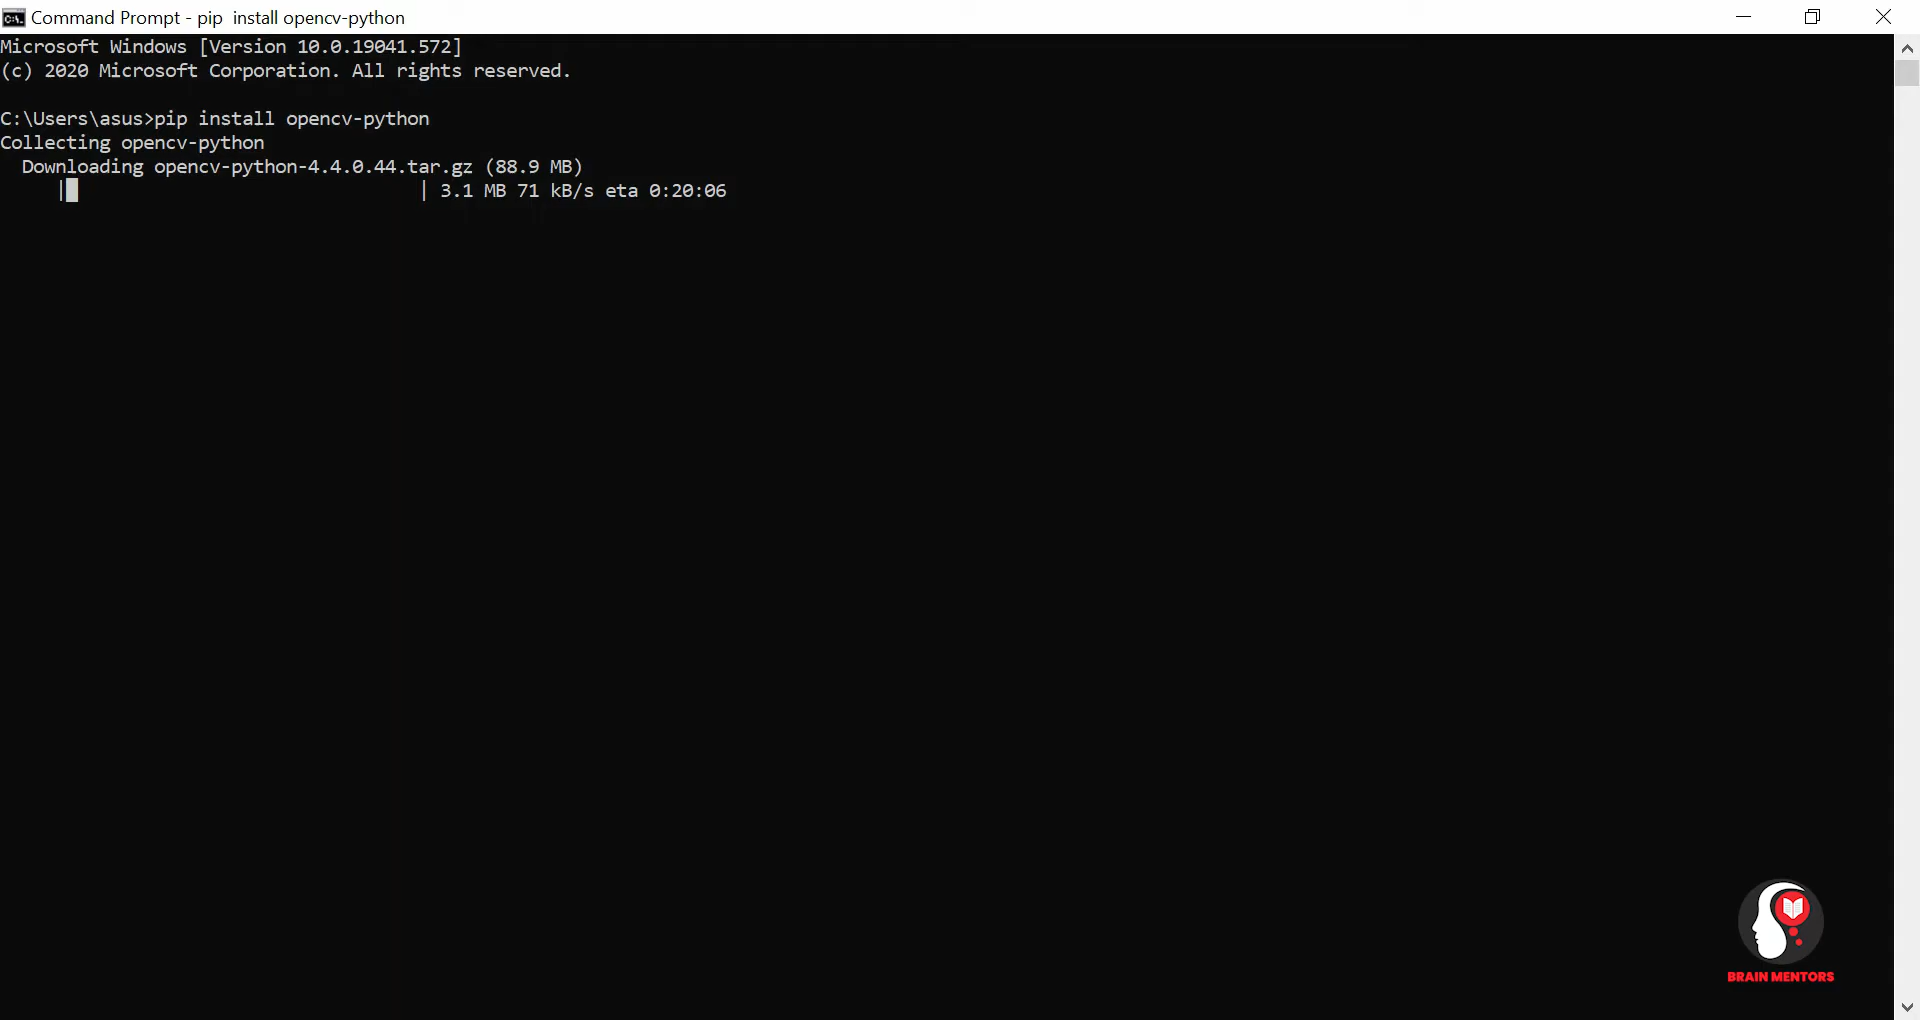 Command Prompt - pip  install opencv-python
Microsoft Windows [Version 10.0.19041.572]
(c) 2020 Microsoft Corporation. All rights reserved.
C:\Users\asus>pip install opencv-python
Collecting opencv-python
  Downloading opencv-python-4.4.0.44.tar.gz (88.9 MB)
     |█                               | 3.1 MB 71 kB/s eta 0:20:06
BRAIN MENTORS